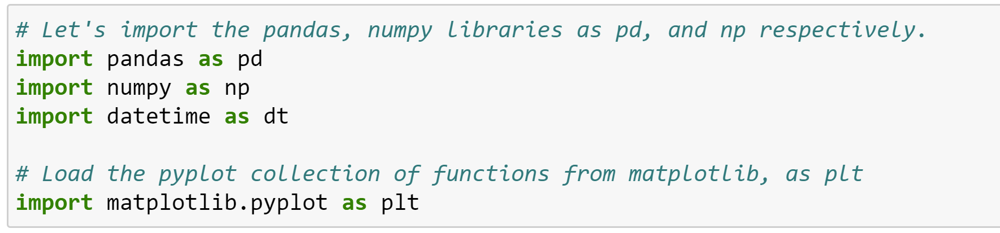 # Let's import the pandas, numpy libraries as pd, and np respectively.
import pandas as pd
import numpy as np
import datetime as dt

# Load the pyplot collection of functions from matplotlib, as plt
import matplotlib.pyplot as plt